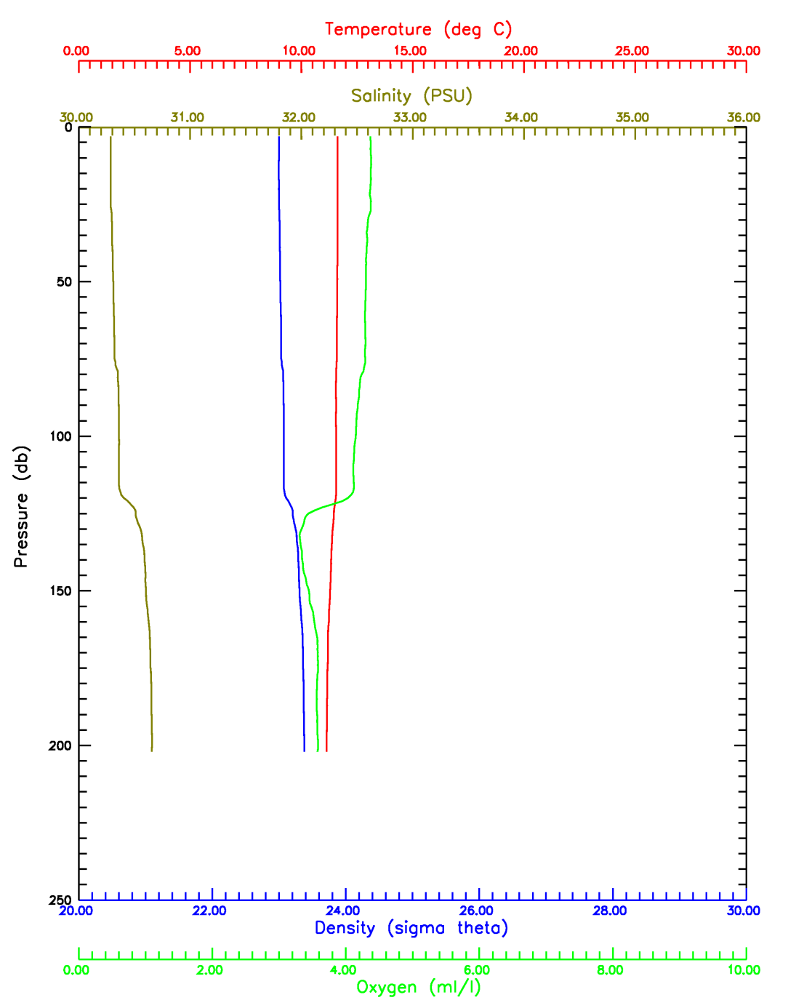 Temperature (deg C)
0.00 5.00 10.00 15.00 20.00 25.00 30.00
Salinity (PSU)
30.00 31.00 32.00 33.00 34.00 35.00 36.00
0
50
100
Pressure (db)
150
200
250
20.00 22.00 24.00 26.00 28.00 30.00
Density (sigma theta)
0.00 2.00 4.00 6.00 8.00 10.00
Oxygen (ml/l)